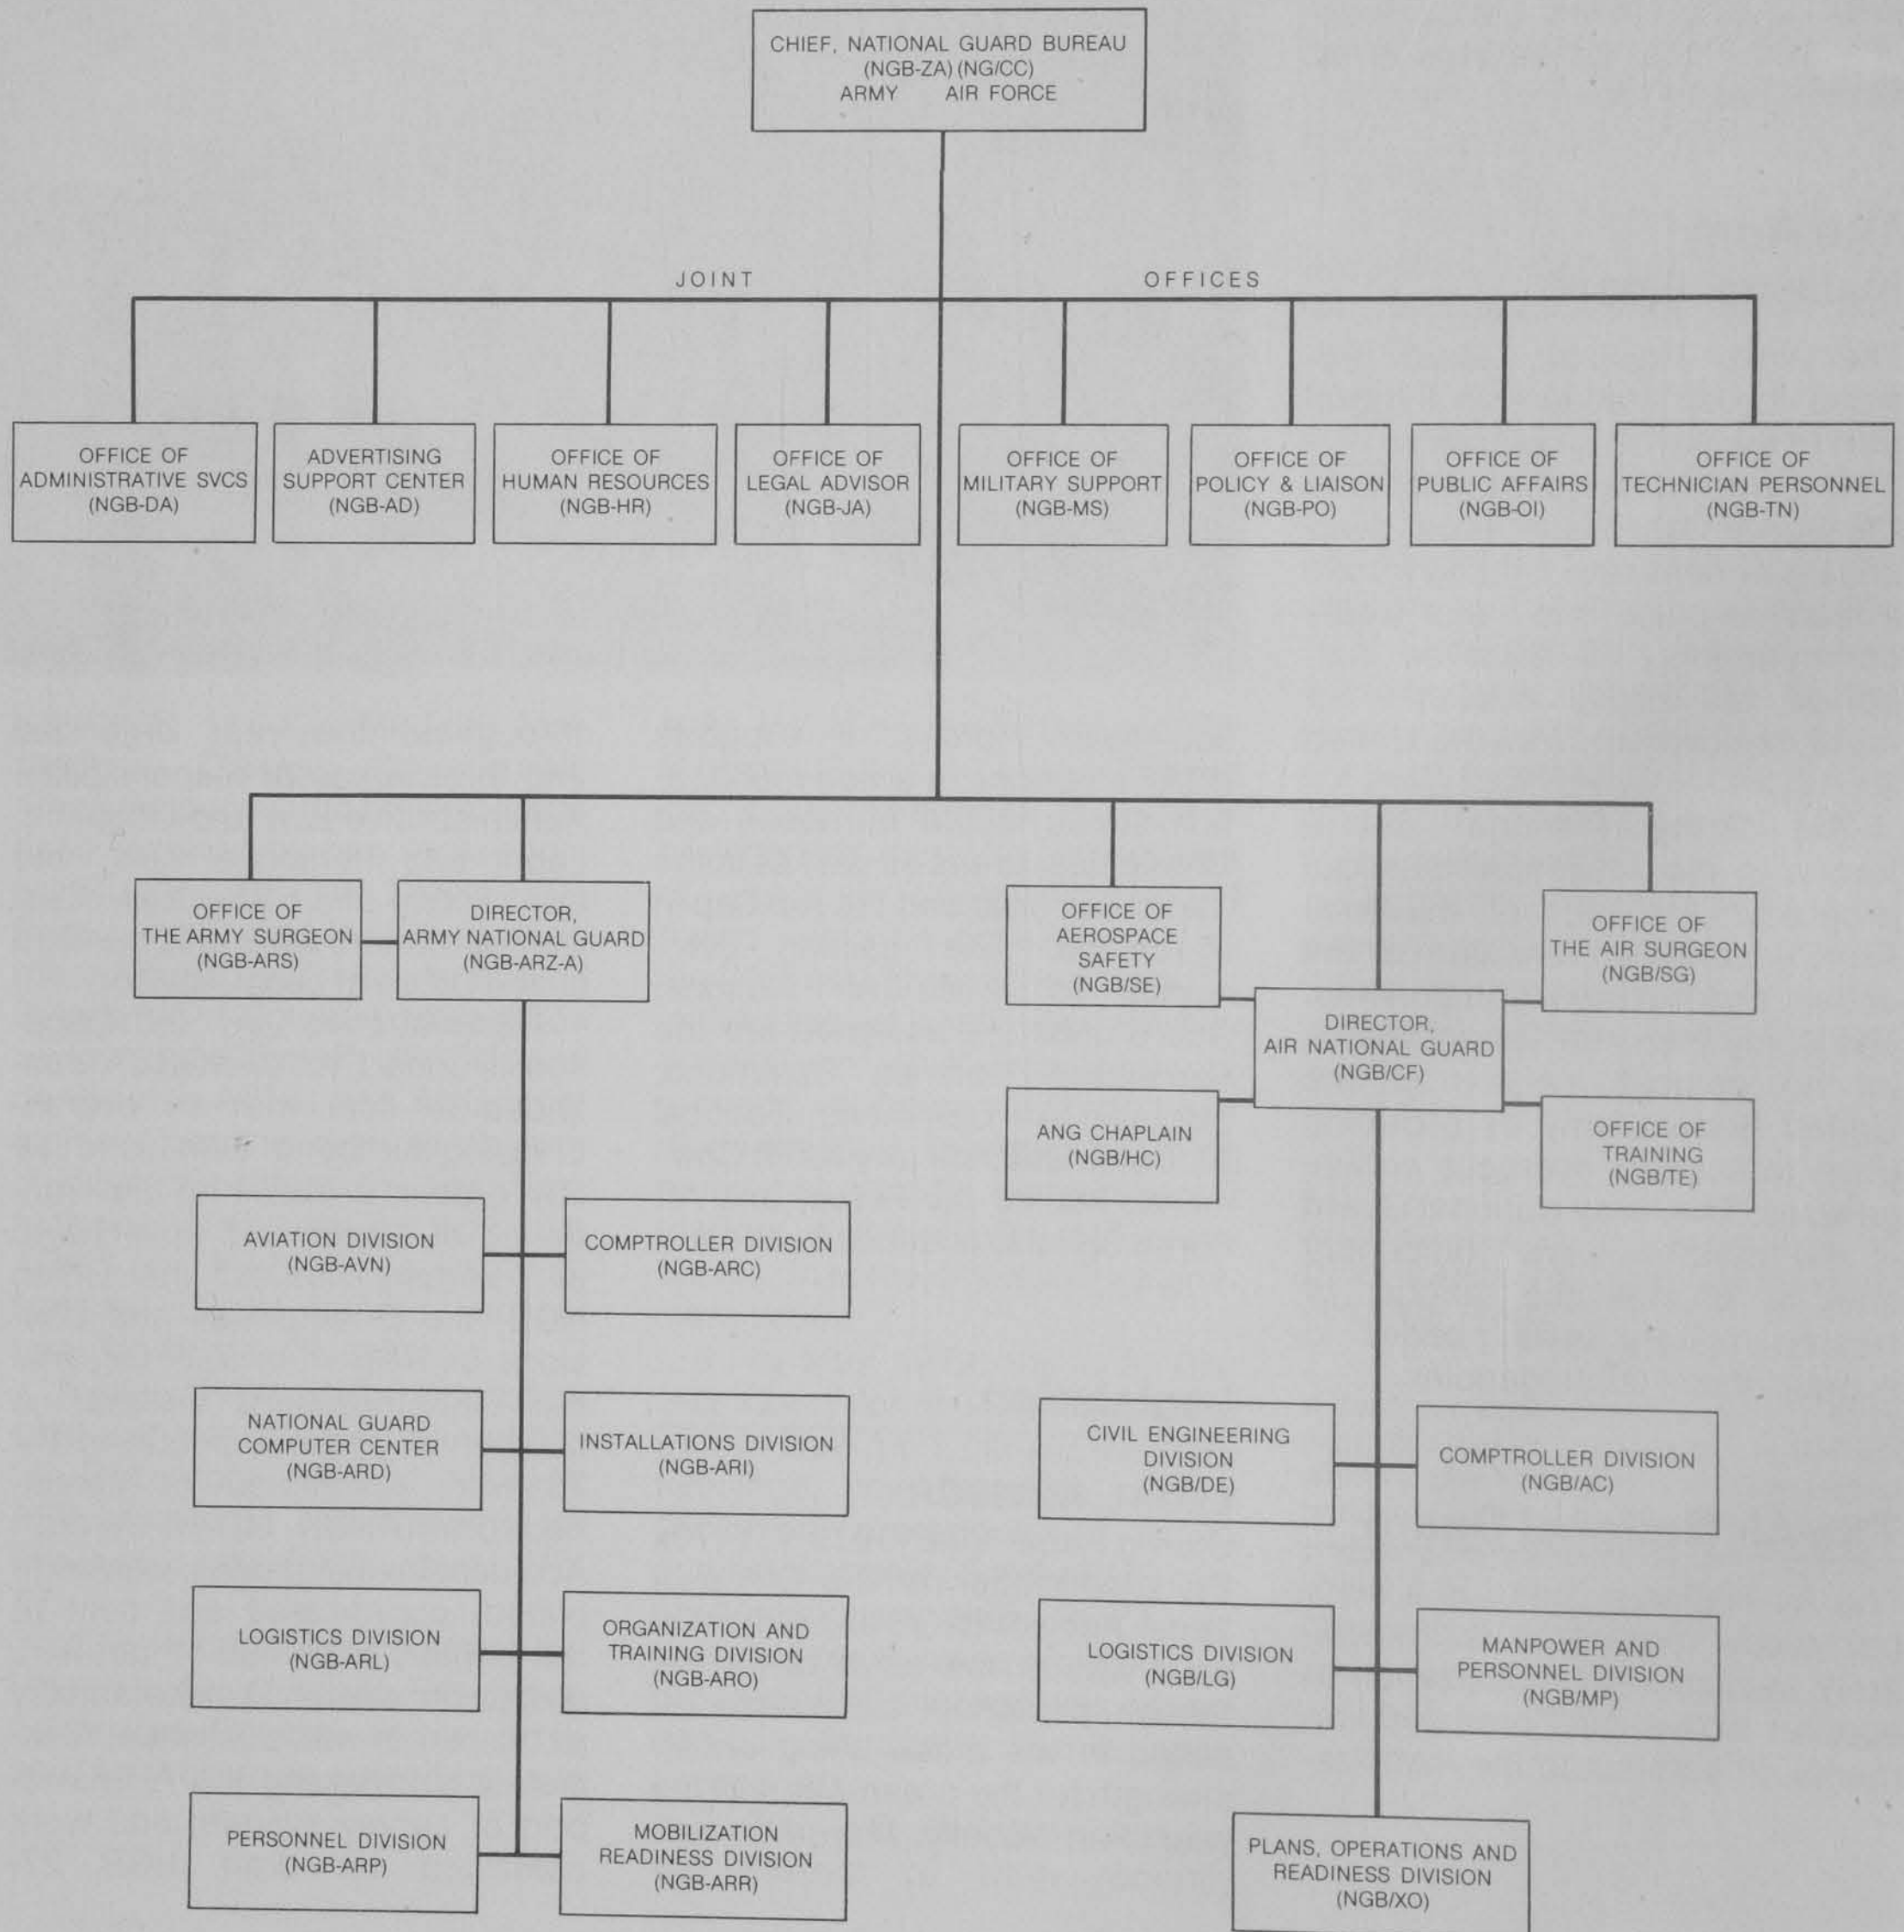 CHIEF, NATIONAL GUARD BUREAU
(NGB-ZA) (NG/CC)
ARMY AIR FORCE
JOINT OFFICES
OFFICE OF
ADMINISTRATIVE SVCS
(NGB-DA)
ADVERTISING
SUPPORT CENTER
(NGB-AD)
OFFICE OF
HUMAN RESOURCES
(NGB-HR)
OFFICE OF
LEGAL ADVISOR
(NGB-JA)
OFFICE OF
MILITARY SUPPORT
(NGB-MS)
OFFICE OF
POLICY & LIAISON
(NGB-PO)
OFFICE OF
PUBLIC AFFAIRS
(NGB-OI)
OFFICE OF
TECHNICIAN PERSONNEL
(NGB-TN)
OFFICE OF
THE ARMY SURGEON
(NGB-ARS)
DIRECTOR,
ARMY NATIONAL GUARD
(NGB-ARZ-A)
OFFICE OF
AEROSPACE
SAFETY
(NGB/SE)
OFFICE OF
THE AIR SURGEON
(NGB/SG)
DIRECTOR,
AIR NATIONAL GUARD
(NGB/CF)
ANG CHAPLAIN
(NGB/HC)
OFFICE OF
TRAINING
(NGB/TE)
AVIATION DIVISION
(NGB-AVN)
COMPTROLLER DIVISION
(NGB-ARC)
NATIONAL GUARD
COMPUTER CENTER
(NGB-ARD)
INSTALLATIONS DIVISION
(NGB-ARI)
CIVIL ENGINEERING
DIVISION
(NGB/DE)
COMPTROLLER DIVISION
(NGB/AC)
LOGISTICS DIVISION
(NGB-ARL)
ORGANIZATION AND
TRAINING DIVISION
(NGB-ARO)
LOGISTICS DIVISION
(NGB/LG)
MANPOWER AND
PERSONNEL DIVISION
(NGB/MP)
PERSONNEL DIVISION
(NGB-ARP)
MOBILIZATION
READINESS DIVISION
(NGB-ARR)
PLANS, OPERATIONS AND
READINESS DIVISION
(NGB/XO)